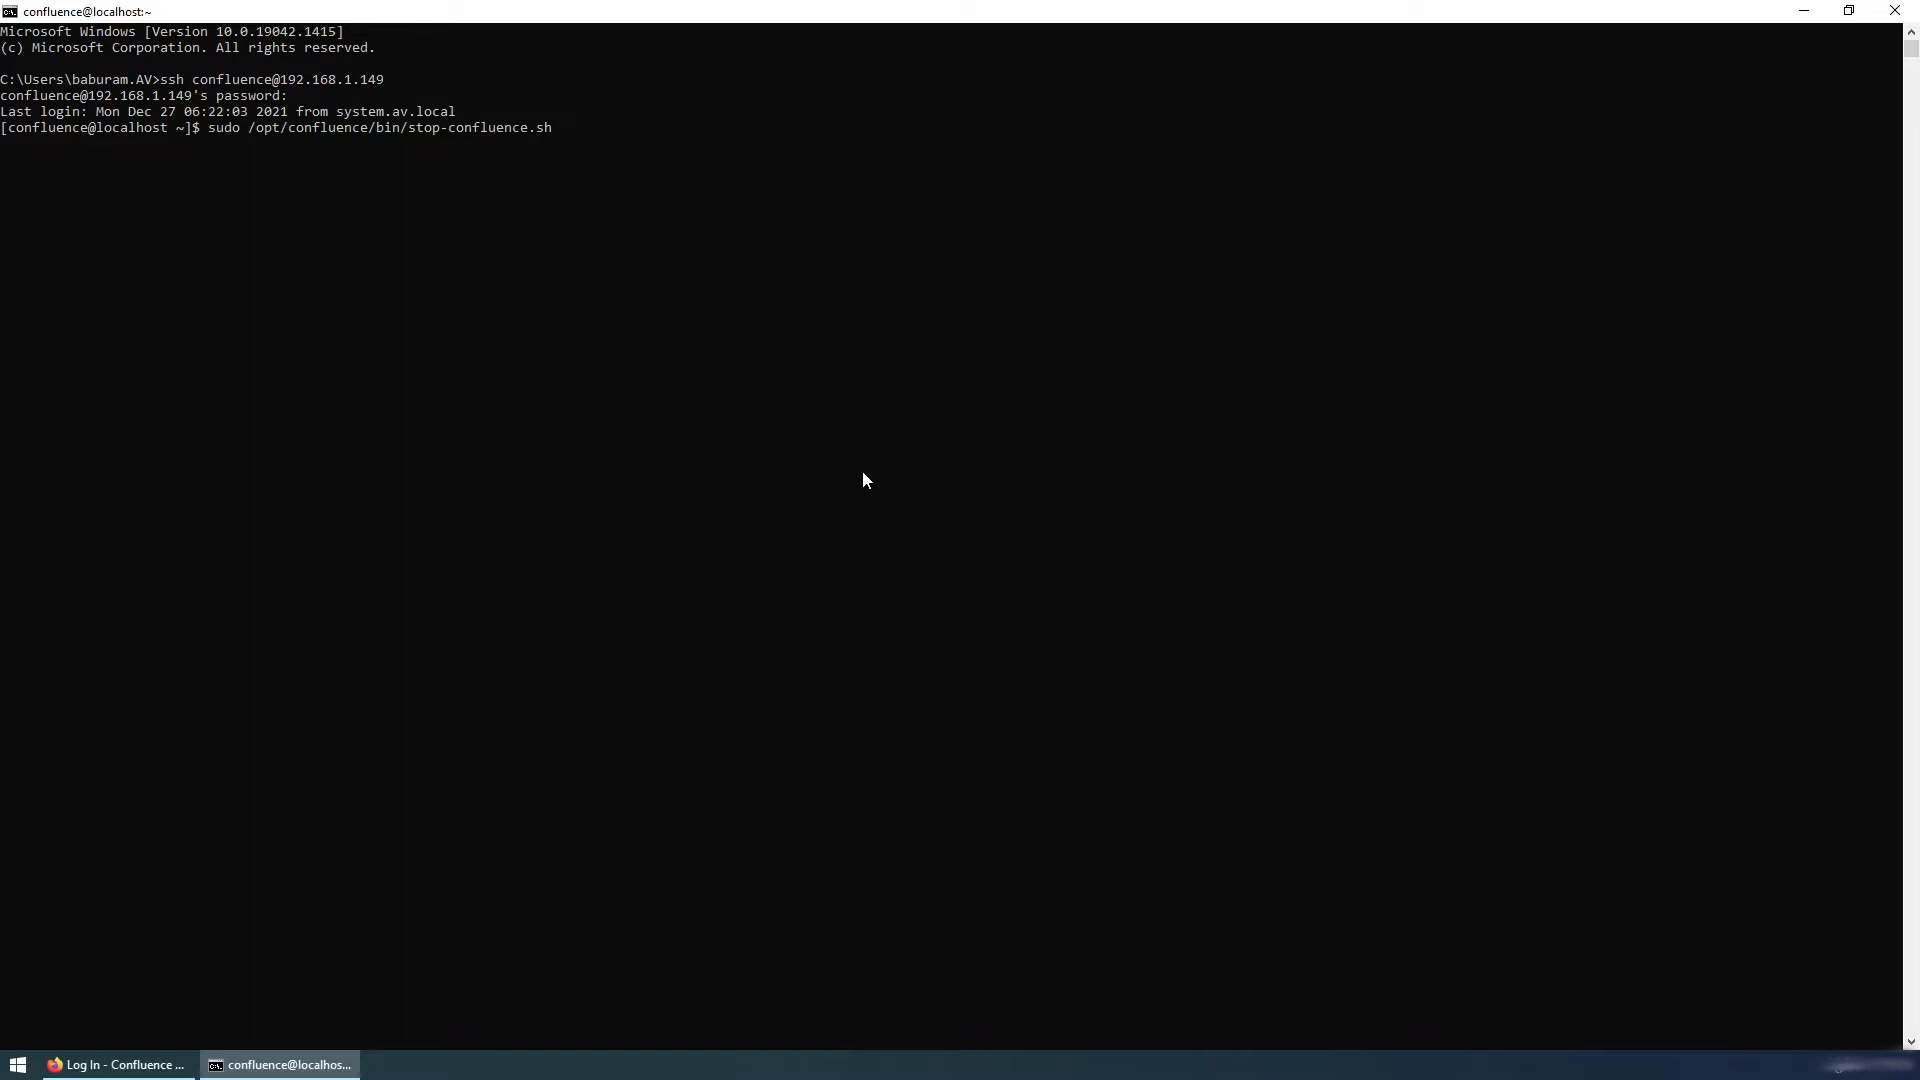 confluence@localhost:~
Microsoft Windows [Version 10.0.19042.1415]
(c) Microsoft Corporation. All rights reserved.
C:\Users\baburam.AV>ssh confluence@192.168.1.149
confluence@192.168.1.149's password:
Last login: Mon Dec 27 06:22:03 2021 from system.av.local
[confluence@localhost ~]$ sudo /opt/confluence/bin/stop-confluence.sh
Log In - Confluence ...
confluence@localhos...